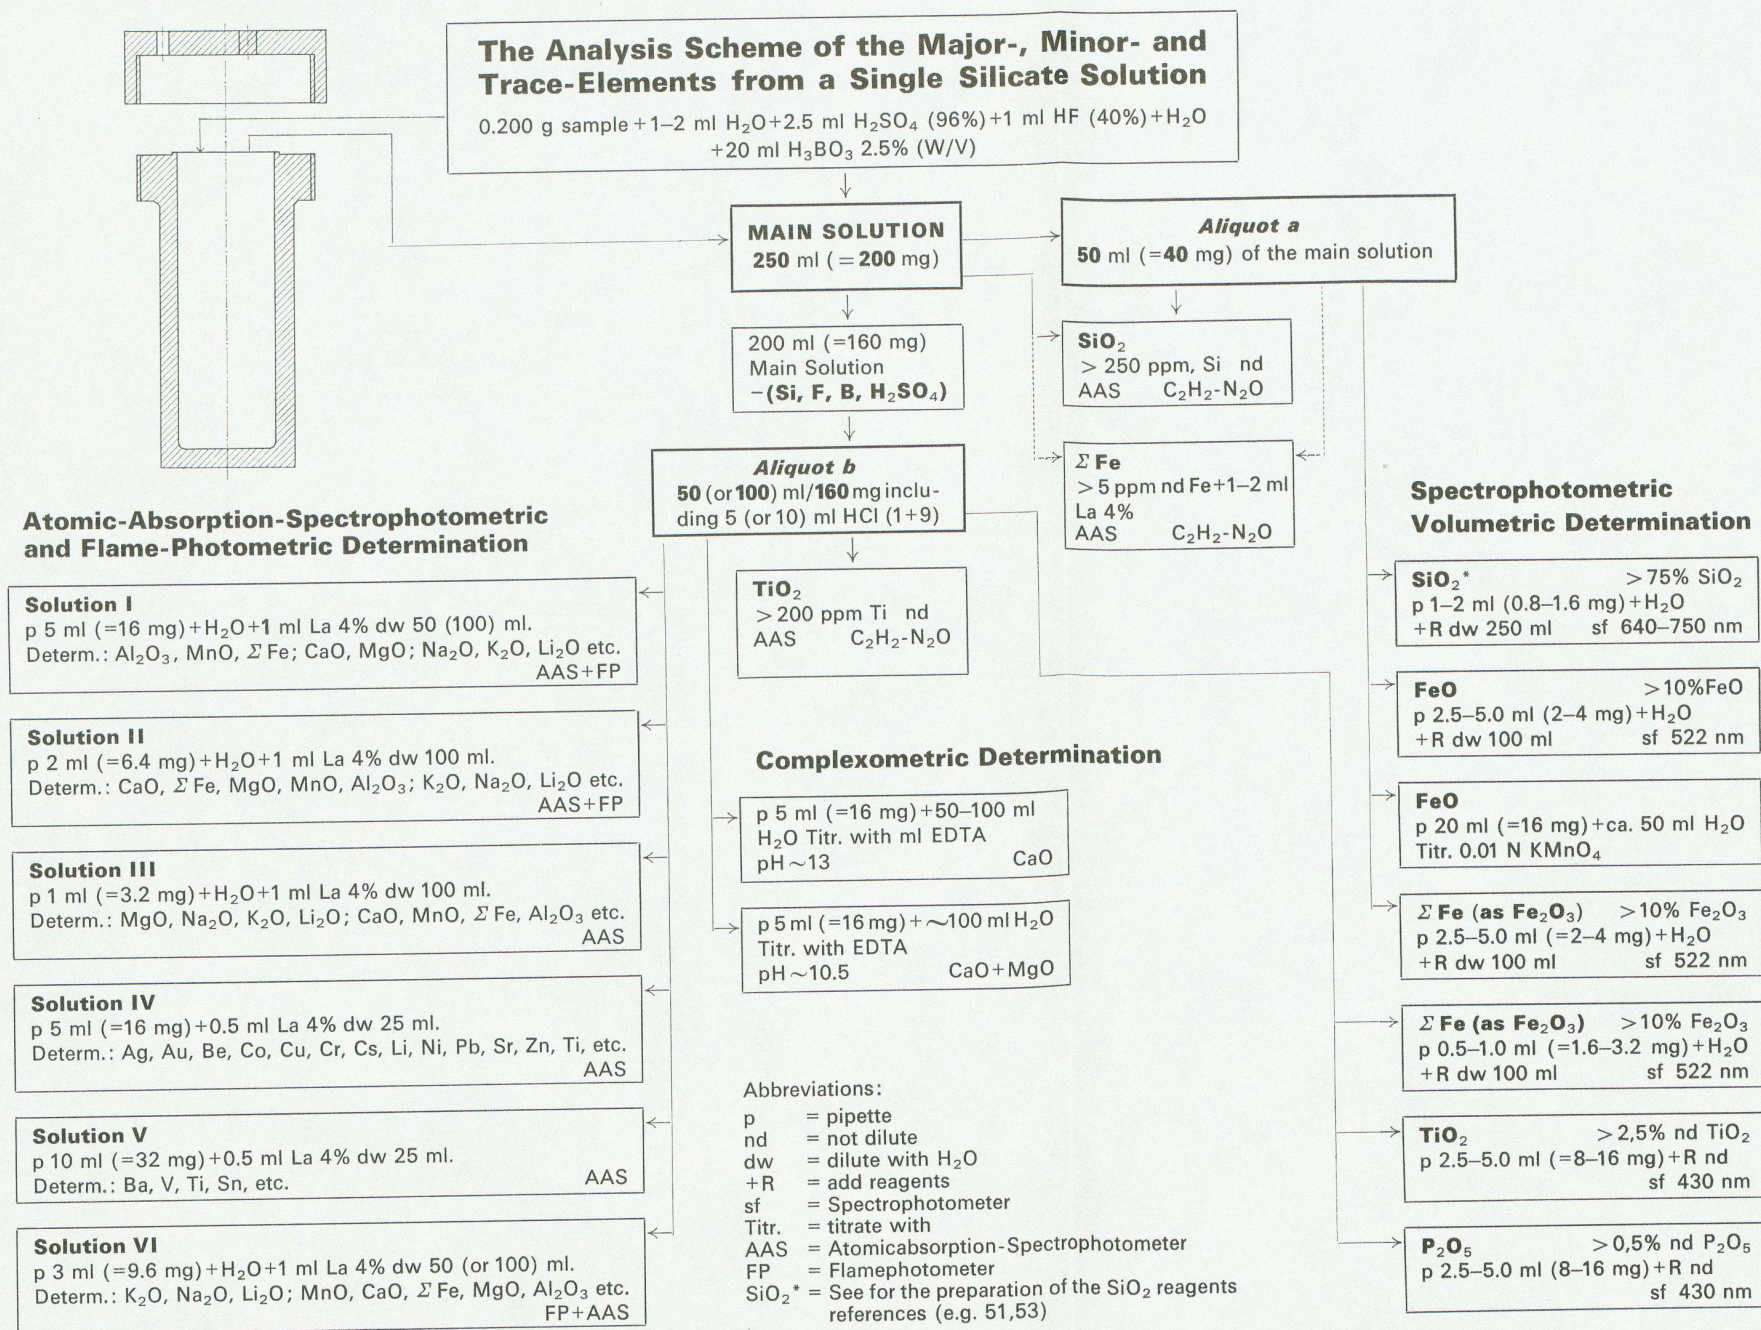 The Analysis Scheme of the Major-, Minor- and
Trace-Elements from a Single Silicate Solution
0.200 g sample+1–2 ml H₂O+2.5 ml H₂SO₄ (96%)+1 ml HF (40%)+H₂O
+20 ml H₃BO₃ 2.5% (W/V)
MAIN SOLUTION
250 ml (=200 mg)
Aliquot a
50 ml (=40 mg) of the main solution
200 ml (=160 mg)
Main Solution
−(Si, F, B, H₂SO₄)
SiO₂
> 250 ppm, Si nd
AAS C₂H₂-N₂O
Σ Fe
>5 ppm nd Fe+1–2 ml
La 4%
AAS C₂H₂-N₂O
Aliquot b
50 (or 100) ml/160 mg inclu-
ding 5 (or 10) ml HCl (1+9)
TiO₂
>200 ppm Ti nd
AAS C₂H₂-N₂O
Atomic-Absorption-Spectrophotometric
and Flame-Photometric Determination
Solution I
p 5 ml (=16 mg)+H₂O+1 ml La 4% dw 50 (100) ml.
Determ.: Al₂O₃, MnO, Σ Fe; CaO, MgO; Na₂O, K₂O, Li₂O etc.
AAS+FP
Solution II
p 2 ml (=6.4 mg)+H₂O+1 ml La 4% dw 100 ml.
Determ.: CaO, Σ Fe, MgO, MnO, Al₂O₃; K₂O, Na₂O, Li₂O etc.
AAS+FP
Solution III
p 1 ml (=3.2 mg)+H₂O+1 ml La 4% dw 100 ml.
Determ.: MgO, Na₂O, K₂O, Li₂O; CaO, MnO, Σ Fe, Al₂O₃ etc.
AAS
Solution IV
p 5 ml (=16 mg)+0.5 ml La 4% dw 25 ml.
Determ.: Ag, Au, Be, Co, Cu, Cr, Cs, Li, Ni, Pb, Sr, Zn, Ti, etc.
AAS
Solution V
p 10 ml (=32 mg)+0.5 ml La 4% dw 25 ml.
Determ.: Ba, V, Ti, Sn, etc. AAS
Solution VI
p 3 ml (=9.6 mg)+H₂O+1 ml La 4% dw 50 (or 100) ml.
Determ.: K₂O, Na₂O, Li₂O; MnO, CaO, Σ Fe, MgO, Al₂O₃ etc.
FP+AAS
Complexometric Determination
p 5 ml (=16 mg)+50–100 ml
H₂O Titr. with ml EDTA
pH ~13 CaO
p 5 ml (=16 mg)+~100 ml H₂O
Titr. with EDTA
pH ~10.5 CaO+MgO
Abbreviations:
p = pipette
nd = not dilute
dw = dilute with H₂O
+R = add reagents
sf = Spectrophotometer
Titr. = titrate with
AAS = Atomicabsorption-Spectrophotometer
FP = Flamephotometer
SiO₂* = See for the preparation of the SiO₂ reagents
references (e.g. 51,53)
Spectrophotometric
Volumetric Determination
SiO₂* >75% SiO₂
p 1–2 ml (0.8–1.6 mg)+H₂O
+R dw 250 ml sf 640–750 nm
FeO >10%FeO
p 2.5–5.0 ml (2–4 mg)+H₂O
+R dw 100 ml sf 522 nm
FeO
p 20 ml (=16 mg)+ca. 50 ml H₂O
Titr. 0.01 N KMnO₄
Σ Fe (as Fe₂O₃) >10% Fe₂O₃
p 2.5–5.0 ml (=2–4 mg)+H₂O
+R dw 100 ml sf 522 nm
Σ Fe (as Fe₂O₃) >10% Fe₂O₃
p 0.5–1.0 ml (=1.6–3.2 mg)+H₂O
+R dw 100 ml sf 522 nm
TiO₂ >2,5% nd TiO₂
p 2.5–5.0 ml (=8–16 mg)+R nd
sf 430 nm
P₂O₅ >0,5% nd P₂O₅
p 2.5–5.0 ml (8–16 mg)+R nd
sf 430 nm